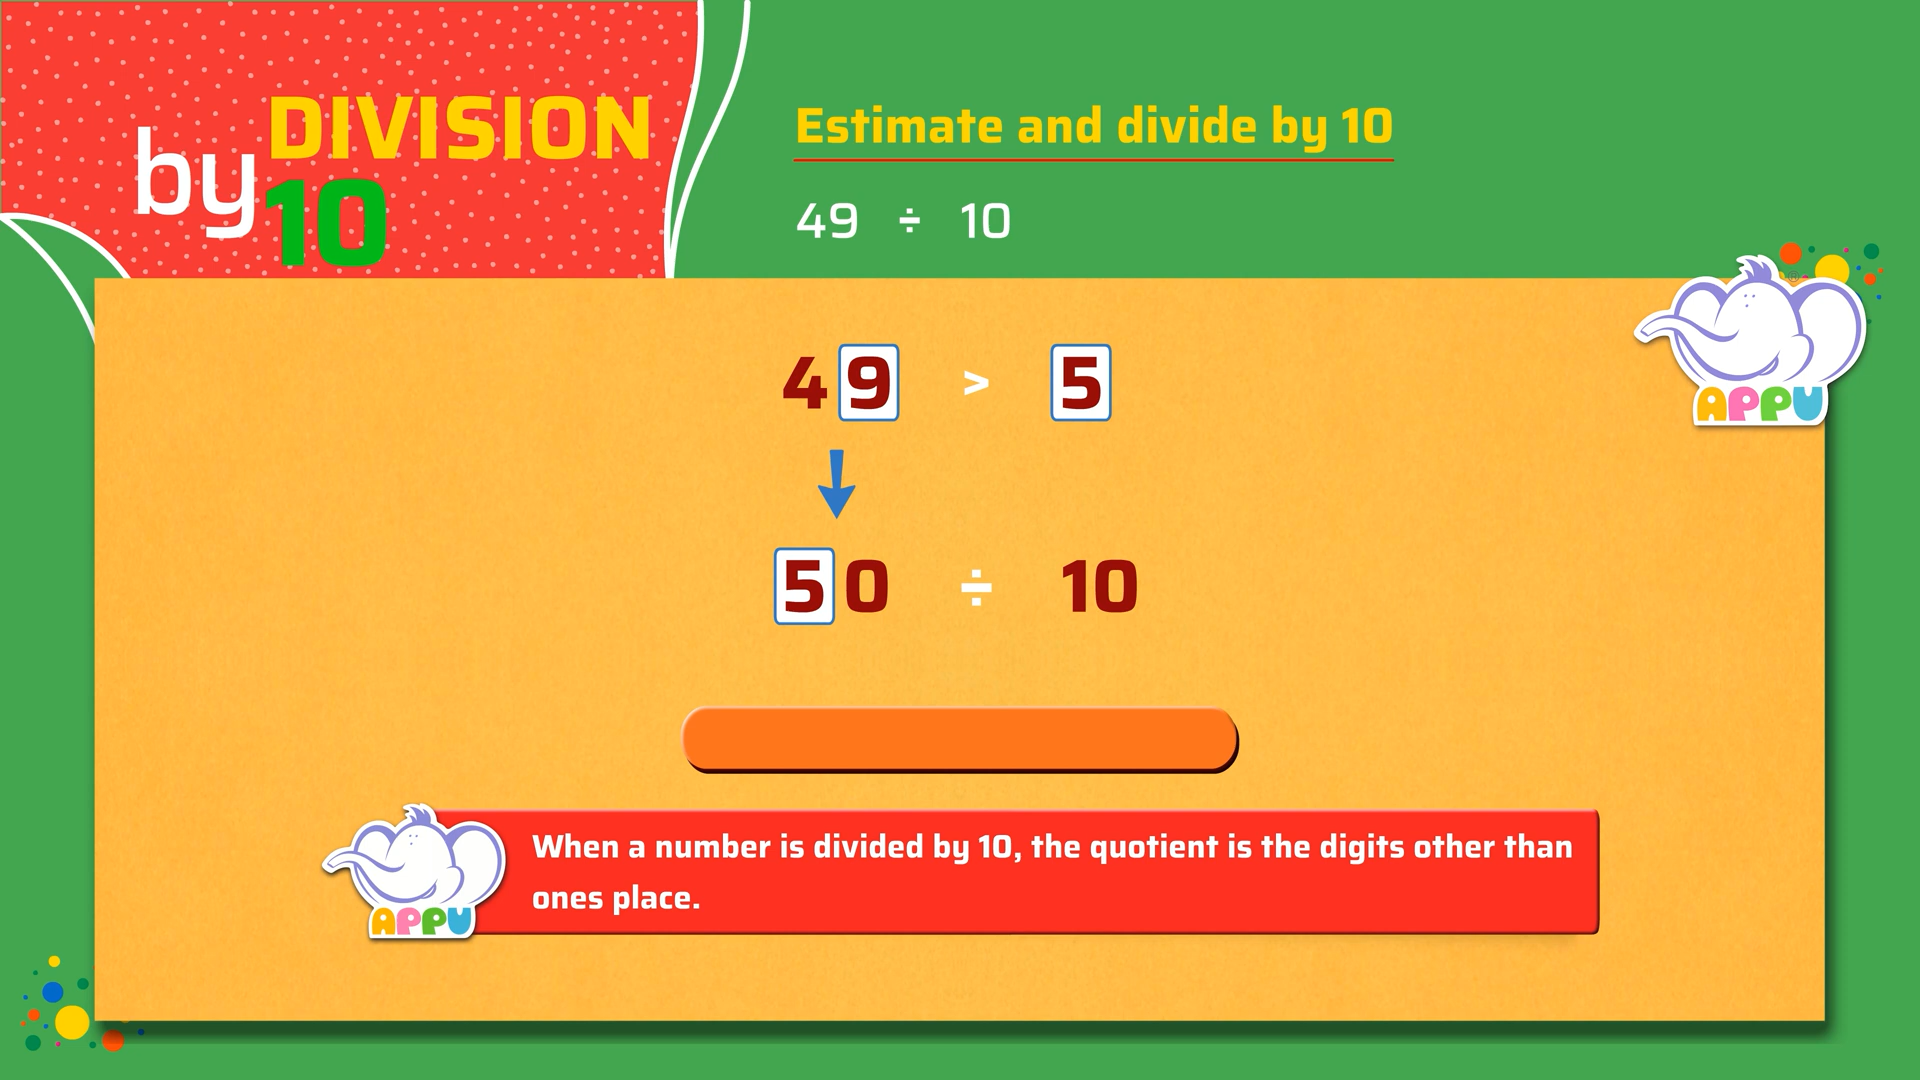 DIVISION
by 10
Estimate and divide by 10
49 ÷ 10
49 > 5
50 ÷ 10
When a number is divided by 10, the quotient is the digits other than
ones place.
APPU
APPU